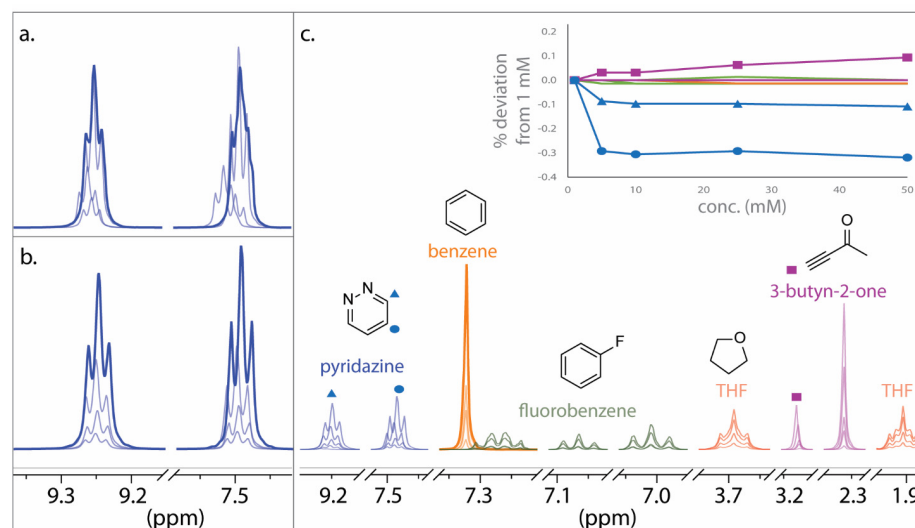 a.
b.
c.
% deviation
from 1 mM
0.2
0.1
0.0
-0.1
-0.2
-0.3
-0.4
0
10
20
30
40
50
conc. (mM)
N
N
pyridazine
benzene
F
fluorobenzene
O
THF
O
3-butyn-2-one
THF
9.3
9.2
7.5
(ppm)
9.2
7.5
7.3
7.1
7.0
3.7
3.2
2.3
1.9
(ppm)